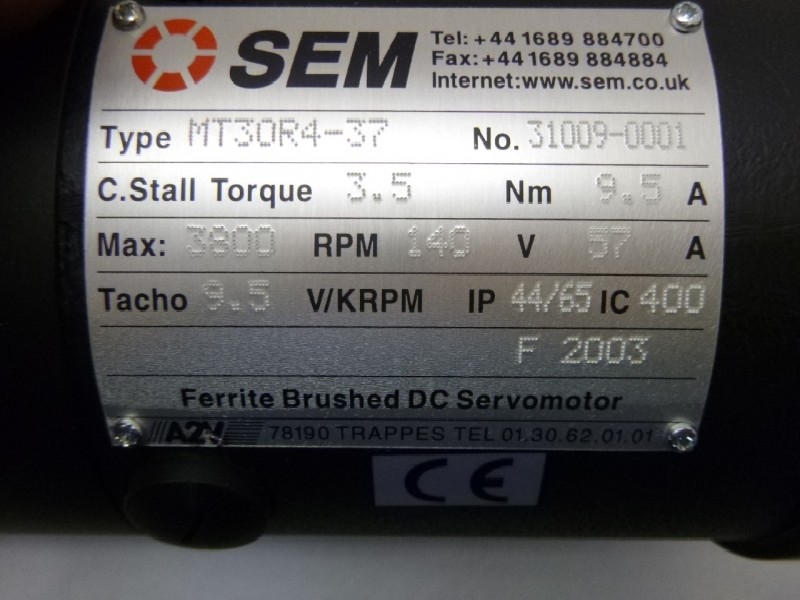 SEM
Tel: +44 1689 884700
Fax: +44 1689 884884
Internet: www.sem.co.uk
Type MT30R4-37 No. 31009-0001
C.Stall Torque 3.5 Nm 9.5 A
Max: 3800 RPM 140 V 57 A
Tacho 9.5 V/KRPM IP 44/65 IC 400
F 2003
Ferrite Brushed DC Servomotor
A2V 78190 TRAPPES TEL 01.30.62.01.01
CE